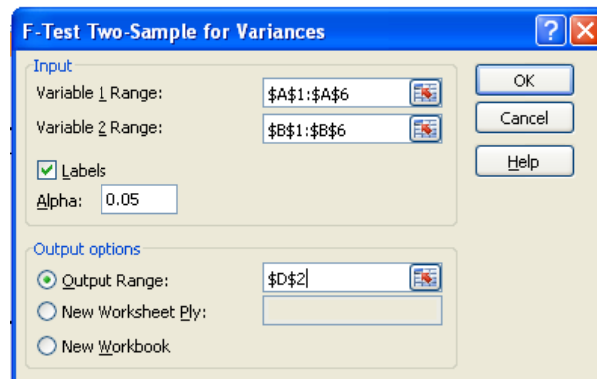 F-Test Two-Sample for Variances
Input
Variable 1 Range: $A$1:$A$6
Variable 2 Range: $B$1:$B$6
Labels
Alpha: 0.05
OK
Cancel
Help
Output options
Output Range: $D$2
New Worksheet Ply:
New Workbook